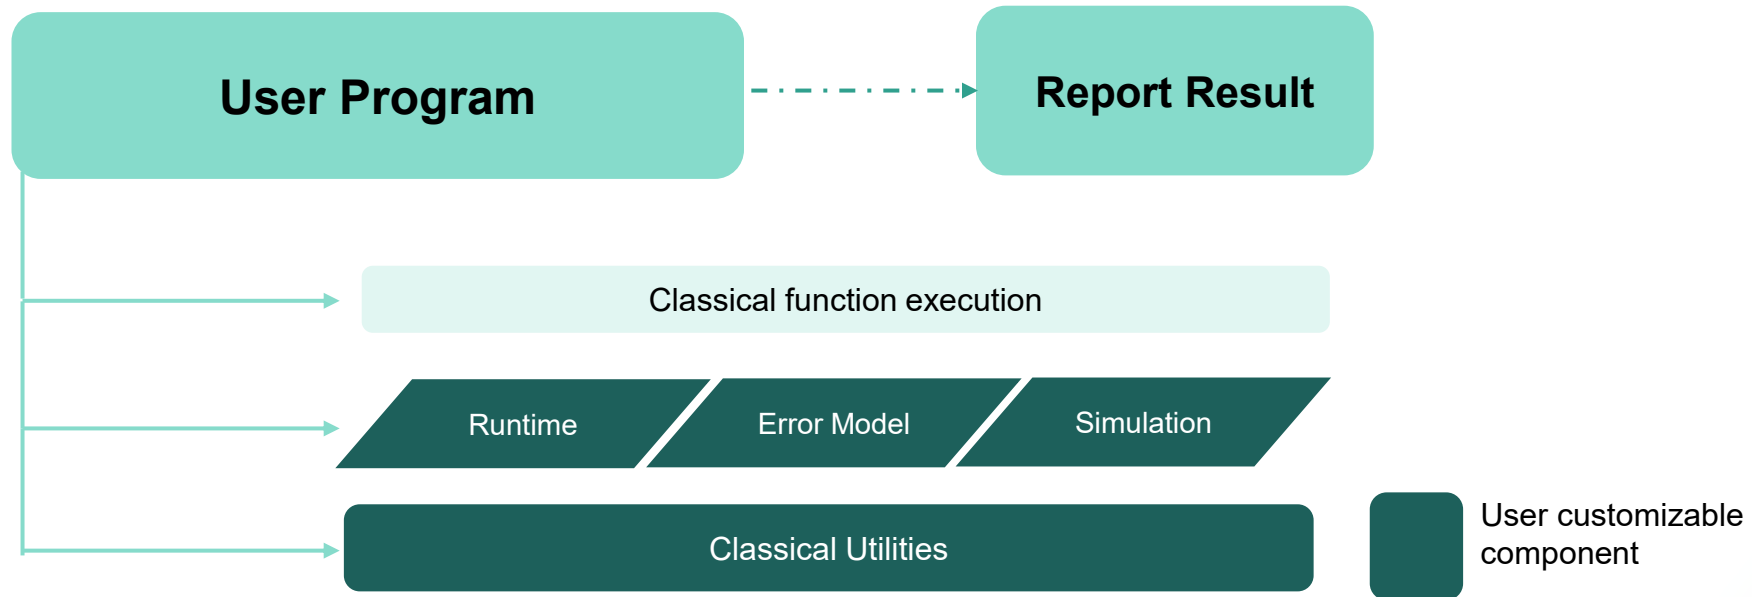 User Program
Report Result
Classical function execution
Runtime
Error Model
Simulation
Classical Utilities
User customizable
component